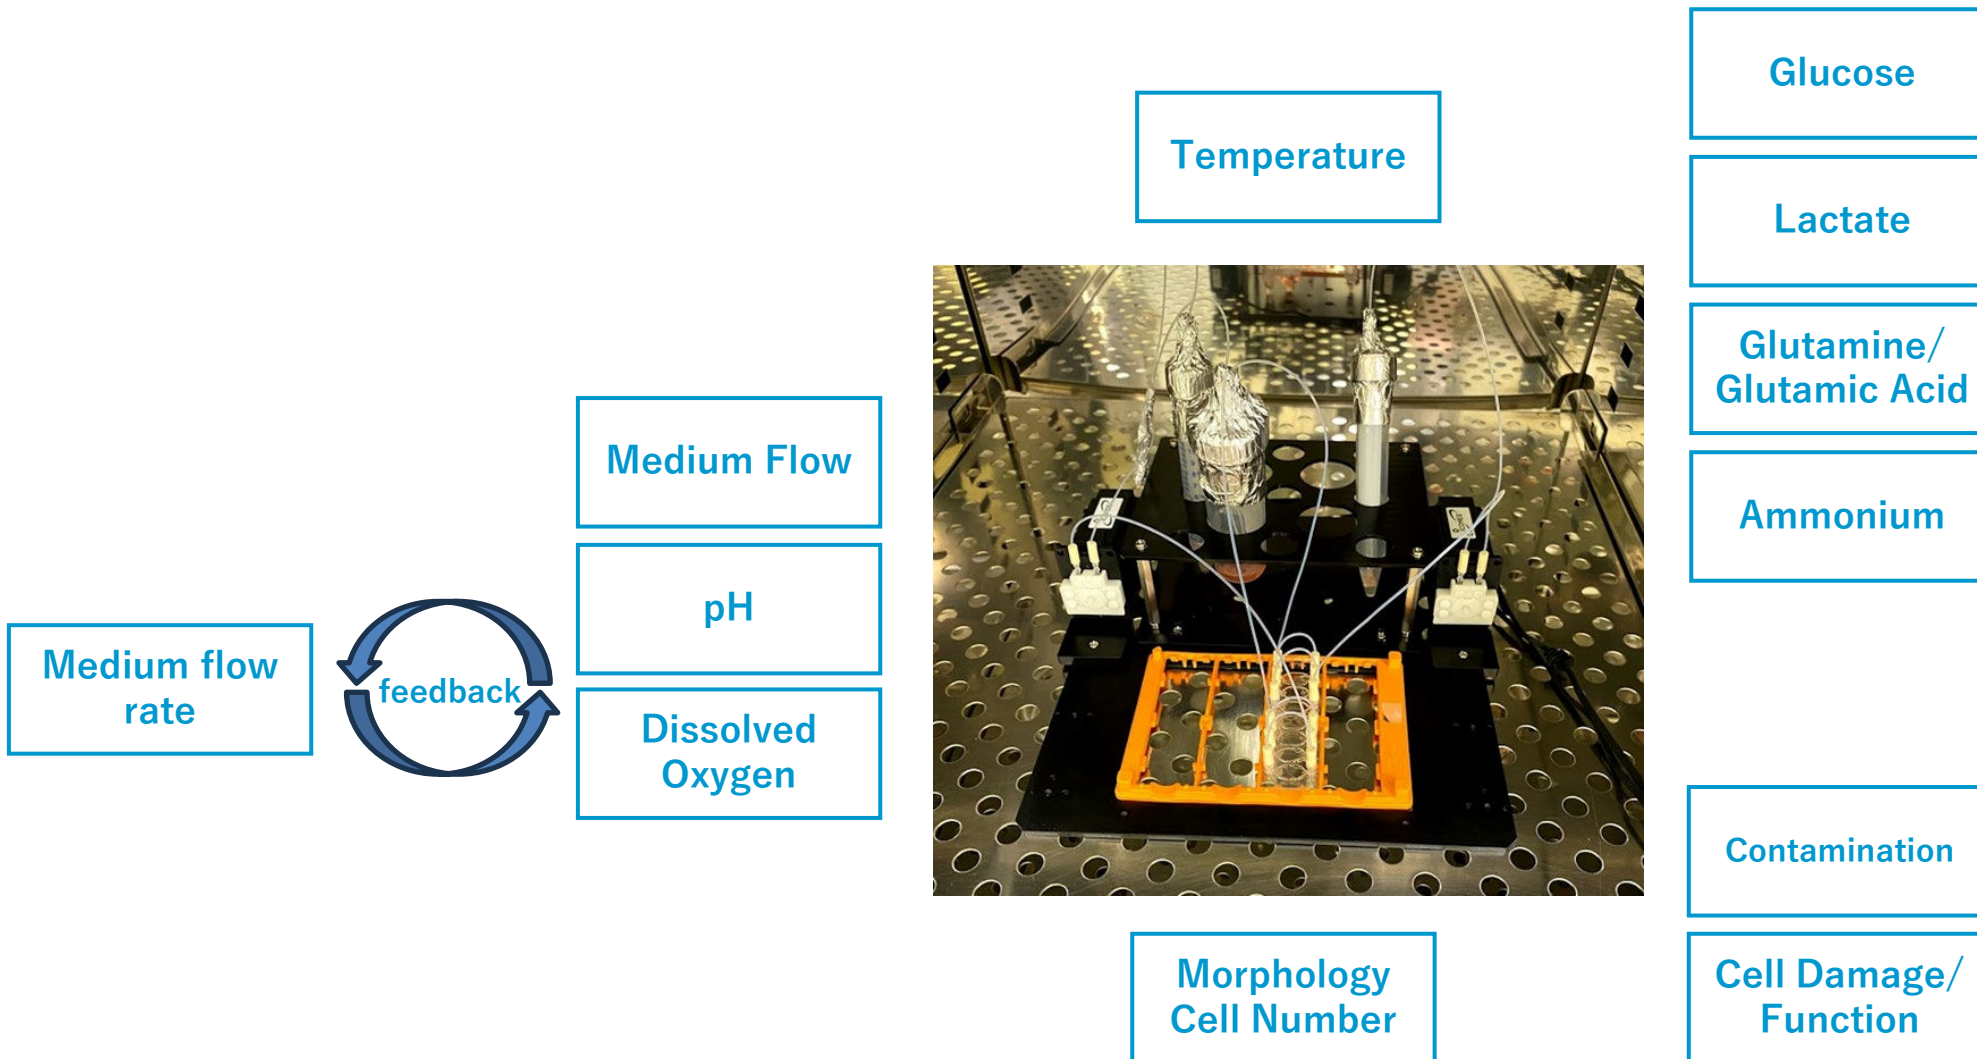 Glucose
Temperature
Lactate
Glutamine/
Glutamic Acid
Medium Flow
Ammonium
pH
Medium flow
rate
feedback
Dissolved
Oxygen
Contamination
Morphology
Cell Number
Cell Damage/
Function